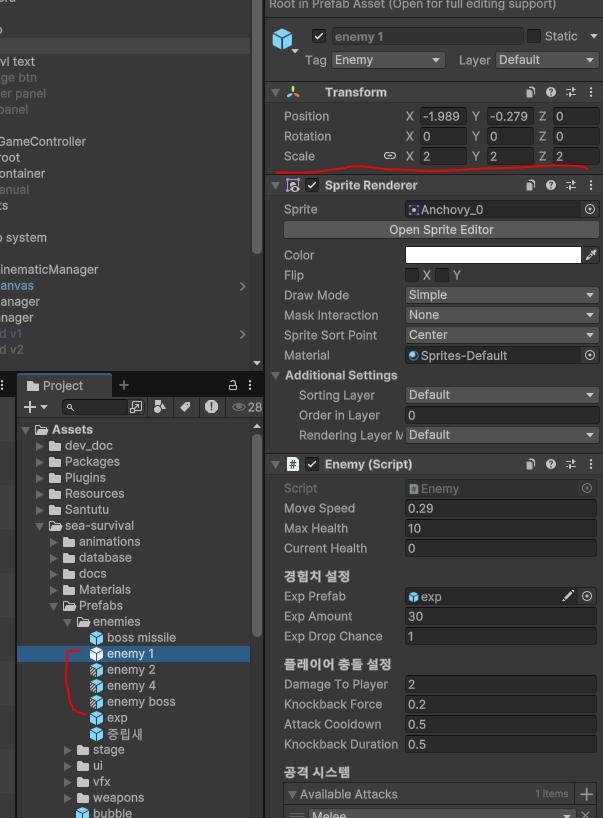 Root in Prefab Asset (Open for full editing support)
enemy 1
Static
Tag Enemy Layer Default
Transform
Position X -1.989 Y -0.279 Z 0
Rotation X 0 Y 0 Z 0
Scale X 2 Y 2 Z 2
Sprite Renderer
Sprite Anchovy_0
Open Sprite Editor
Color
Flip X Y
Draw Mode Simple
Mask Interaction None
Sprite Sort Point Center
Material Sprites-Default
Additional Settings
Sorting Layer Default
Order in Layer 0
Rendering Layer M Default
Enemy (Script)
Script Enemy
Move Speed 0.29
Max Health 10
Current Health 0
경험치 설정
Exp Prefab exp
Exp Amount 30
Exp Drop Chance 1
플레이어 충돌 설정
Damage To Player 2
Knockback Force 0.2
Attack Cooldown 0.5
Knockback Duration 0.5
공격 시스템
Available Attacks 1 Items
Melee
vl text
ge btn
er panel
panel
GameController
root
ontainer
anual
ts
o system
inematicManager
anvas
anager
nager
d v1
d v2
Project
28
Assets
dev_doc
Packages
Plugins
Resources
Santutu
sea-survival
animations
database
docs
Materials
Prefabs
enemies
boss missile
enemy 1
enemy 2
enemy 4
enemy boss
exp
중립새
stage
ui
vfx
weapons
bubble